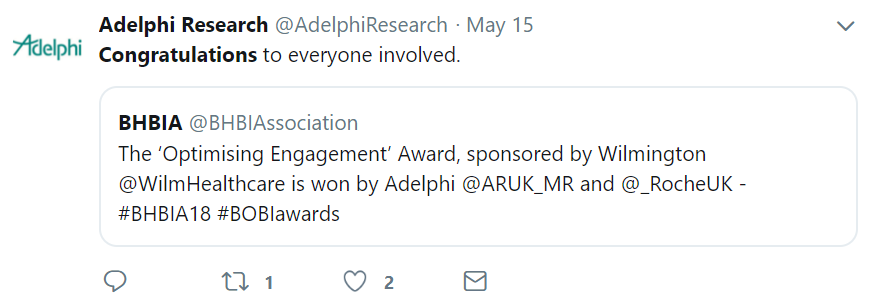 Adelphi
Adelphi Research @AdelphiResearch · May 15
Congratulations to everyone involved.
BHBIA @BHBIAssociation
The ‘Optimising Engagement’ Award, sponsored by Wilmington
@WilmHealthcare is won by Adelphi @ARUK_MR and @_RocheUK -
#BHBIA18 #BOBIawards
1 2